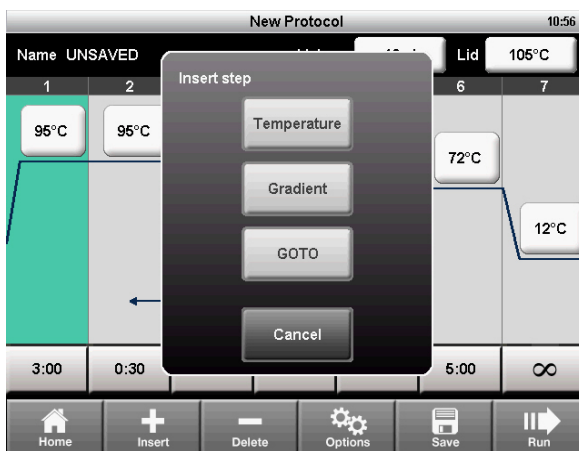 New Protocol 10:56
Name UNSAVED Lid 105°C
Insert step
1 2 6 7
95°C 95°C Temperature
72°C
Gradient
12°C
GOTO
Cancel
3:00 0:30 5:00 ∞
Home Insert Delete Options Save Run